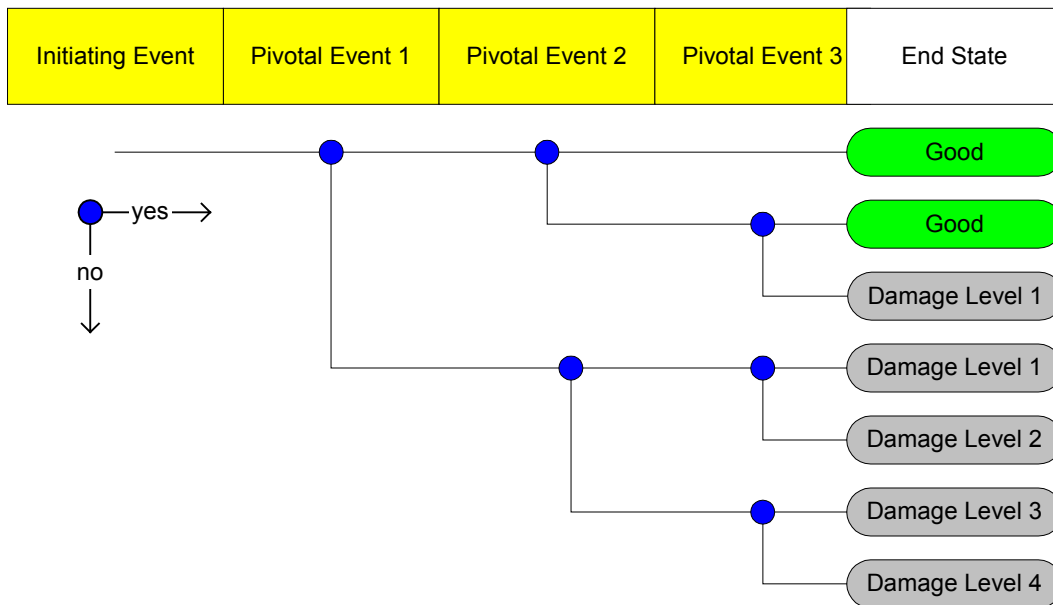 Initiating Event
Pivotal Event 1
Pivotal Event 2
Pivotal Event 3
End State
Good
yes
Good
no
Damage Level 1
Damage Level 1
Damage Level 2
Damage Level 3
Damage Level 4